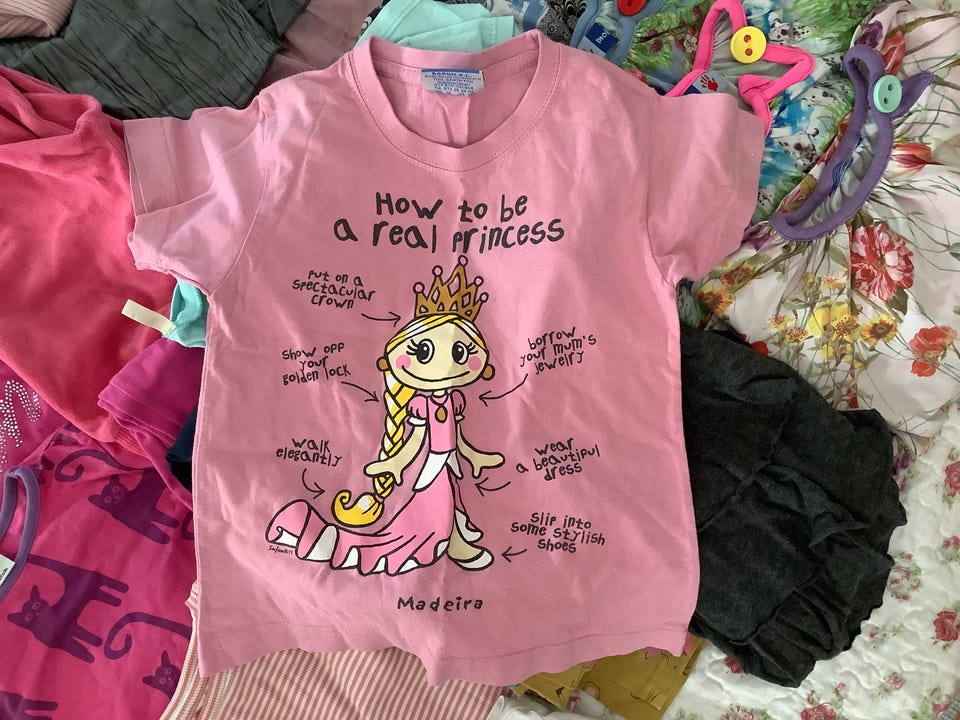 SAFON S.L.
How to be
a real princess
put on a
spectacular
crown
show off
your
golden lock
borrow
your mum's
jewelry
walk
elegantly
wear
a beautiful
dress
slip into
some stylish
shoes
Madeira